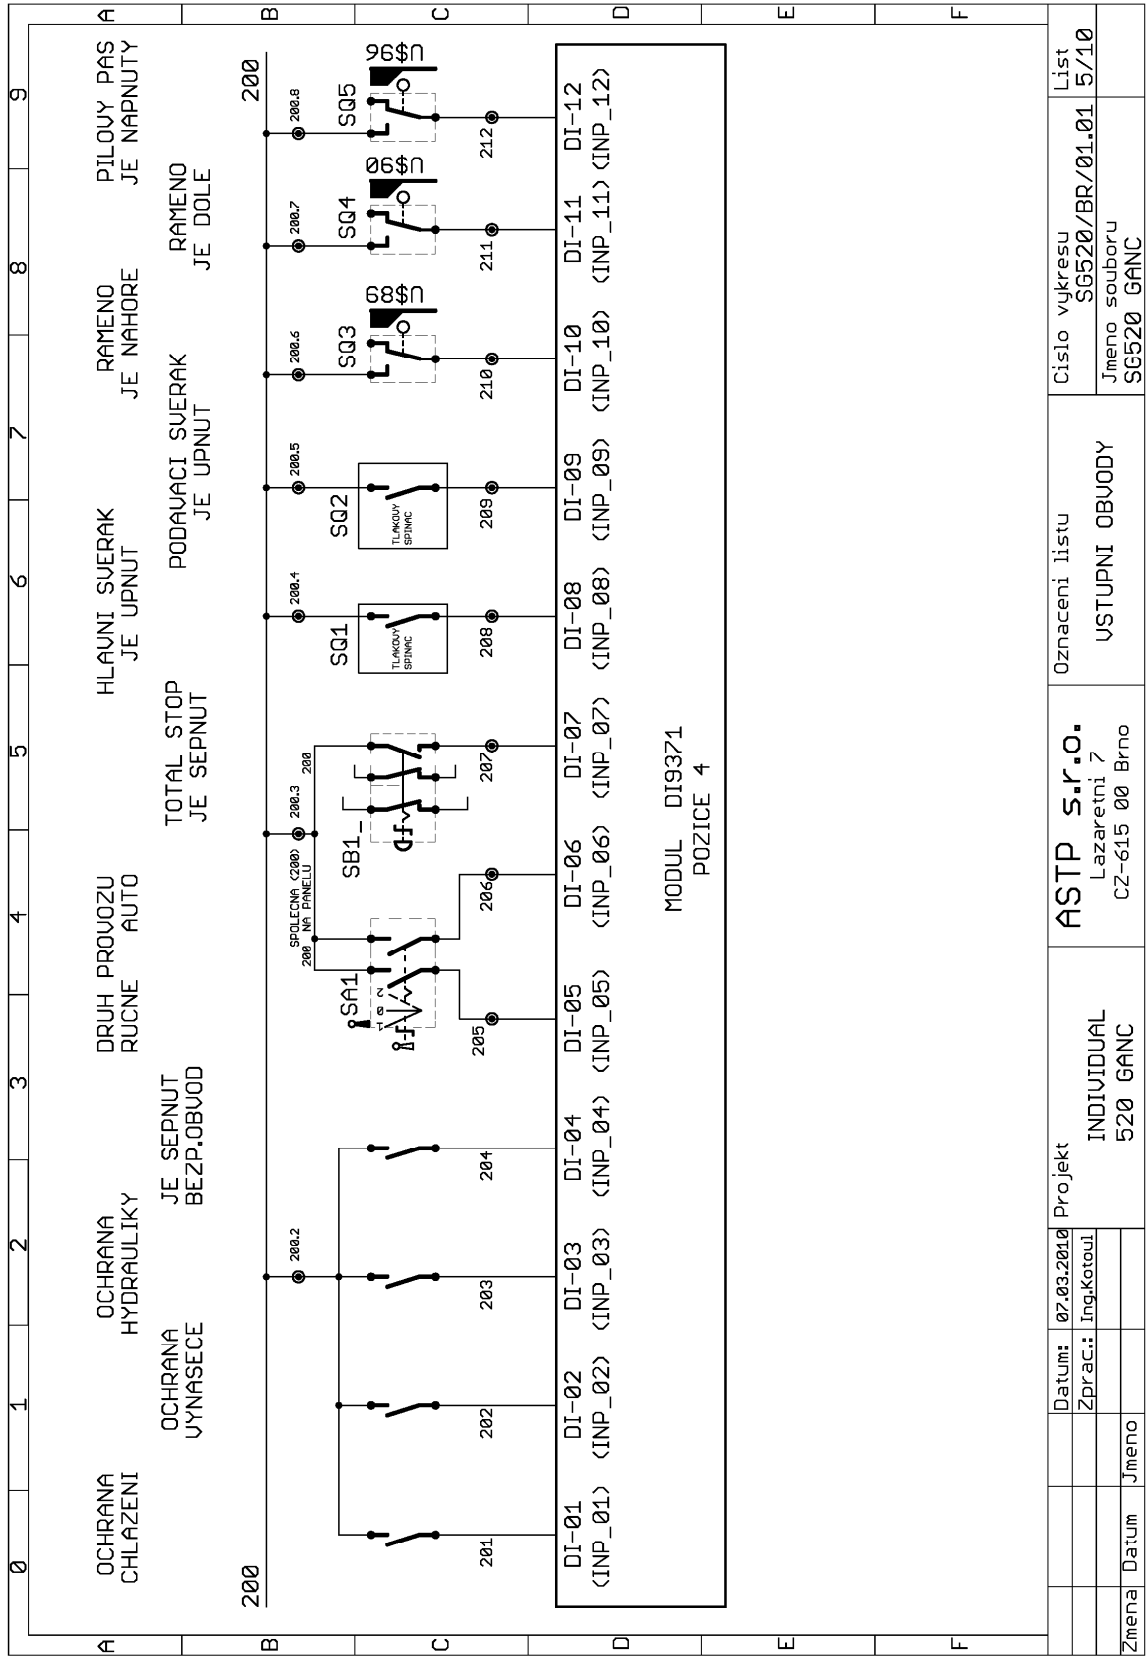 0 1 2 3 4 5 6 7 8 9
A B C D E F
A B C D E F
OCHRANA
CHLAZENI
OCHRANA
VYNASECE
OCHRANA
HYDRAULIKY
JE SEPNUT
BEZP.OBVOD
DRUH PROVOZU
RUCNE AUTO
TOTAL STOP
JE SEPNUT
HLAVNI SVERAK
JE UPNUT
PODAVACI SVERAK
JE UPNUT
RAMENO
JE NAHORE
RAMENO
JE DOLE
PILOVY PAS
JE NAPNUTY
200
200
200.2
200.3
200.4
200.5
200.6
200.7
200.8
SPOLECNA (200)
200 NA PANELU
200
SA1
1 0 2
SB1_
SQ1
TLAKOVY
SPINAC
SQ2
TLAKOVY
SPINAC
SQ3
U$89
SQ4
U$90
SQ5
U$96
201
202
203
204
205
206
207
208
209
210
211
212
DI-01
(INP_01)
DI-02
(INP_02)
DI-03
(INP_03)
DI-04
(INP_04)
DI-05
(INP_05)
DI-06
(INP_06)
DI-07
(INP_07)
DI-08
(INP_08)
DI-09
(INP_09)
DI-10
(INP_10)
DI-11
(INP_11)
DI-12
(INP_12)
MODUL DI9371
POZICE 4
Zmena Datum Jmeno
Datum: 07.03.2010
Zprac.: Ing.Kotoul
Projekt
INDIVIDUAL
520 GANC
ASTP s.r.o.
Lazaretni 7
CZ-615 00 Brno
Oznaceni listu
VSTUPNI OBVODY
Cislo vykresu
SG520/BR/01.01
Jmeno souboru
SG520 GANC
List
5/10